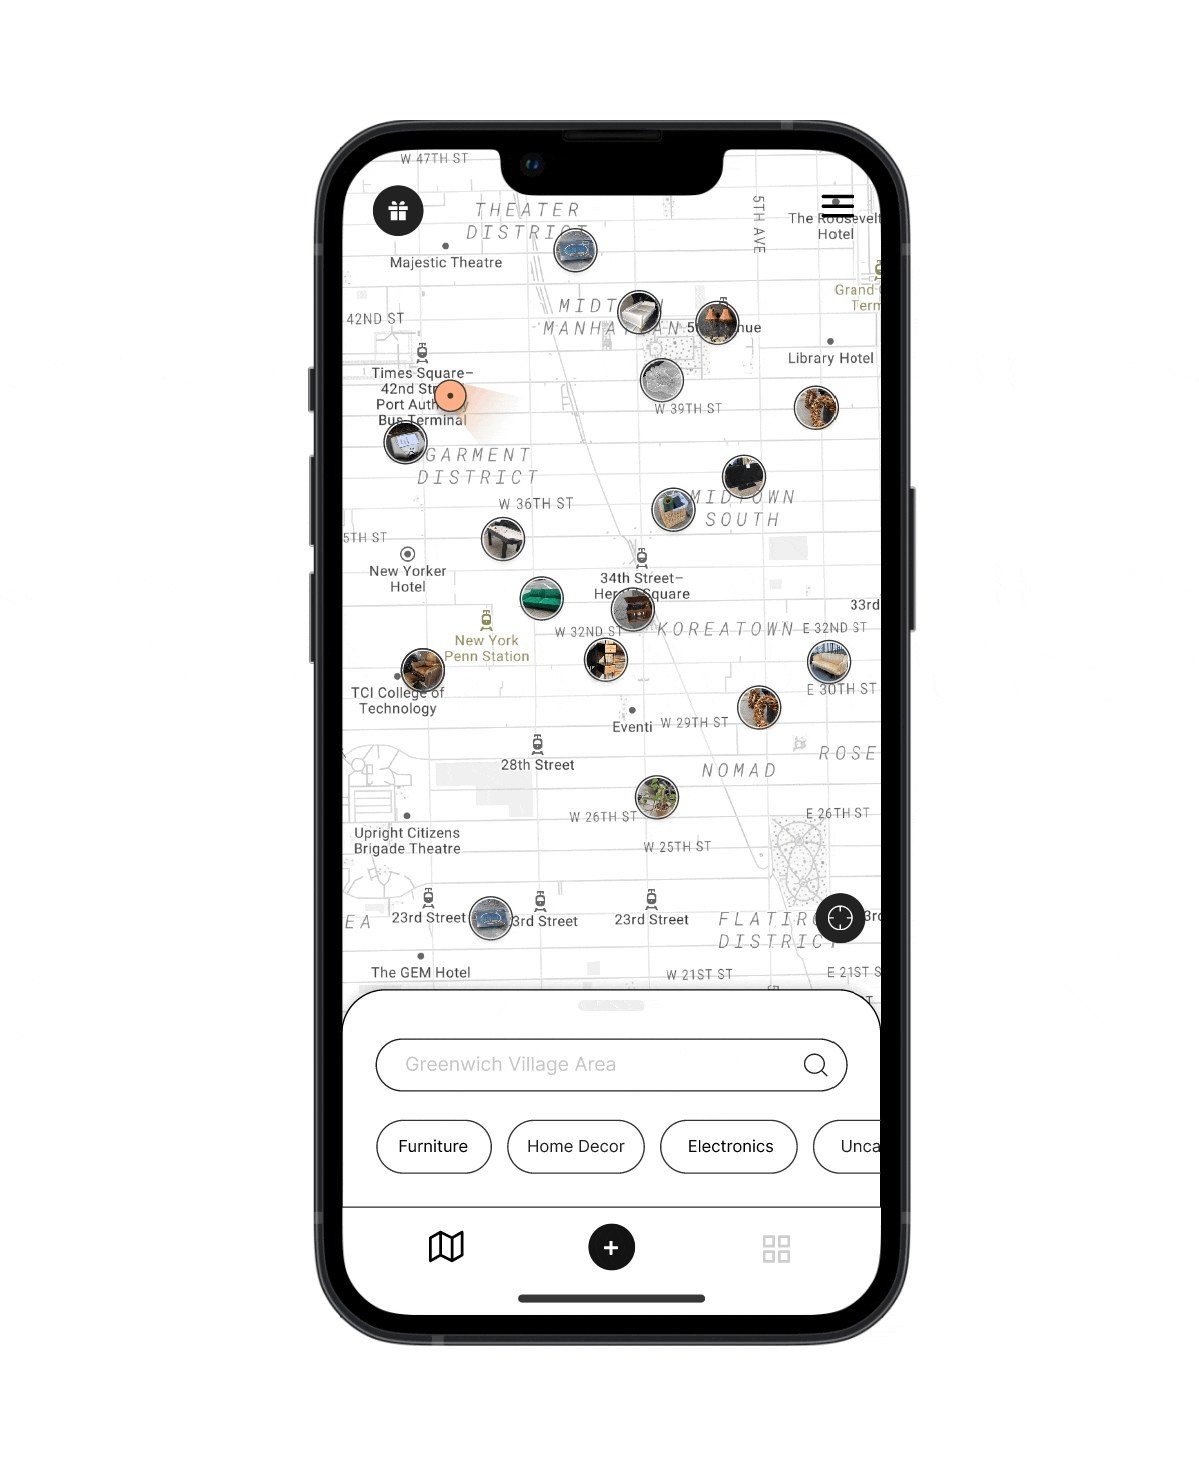 W 47TH ST
THEATER
DISTRICT
5TH AVE
The Roosevelt
Hotel
Majestic Theatre
Grand
Term
MIDT
MANHATTAN
42ND ST
5th Avenue
Library Hotel
Times Square–
42nd Street
Port Authority
Bus Terminal
W 39TH ST
GARMENT
DISTRICT
MIDTOWN
SOUTH
W 36TH ST
5TH ST
New Yorker
Hotel
34th Street–
Herald Square
33rd
New York
Penn Station
W 32ND ST
KOREATOWN
E 32ND ST
TCI College of
Technology
E 30TH ST
Eventi
W 29TH ST
28th Street
NOMAD
ROSE
W 26TH ST
E 26TH ST
Upright Citizens
Brigade Theatre
W 25TH ST
EA
23rd Street
3rd Street
23rd Street
FLATIRO
DISTRICT
3rd
The GEM Hotel
W 21ST ST
E 21ST S
Greenwich Village Area
Furniture
Home Decor
Electronics
Unca
+